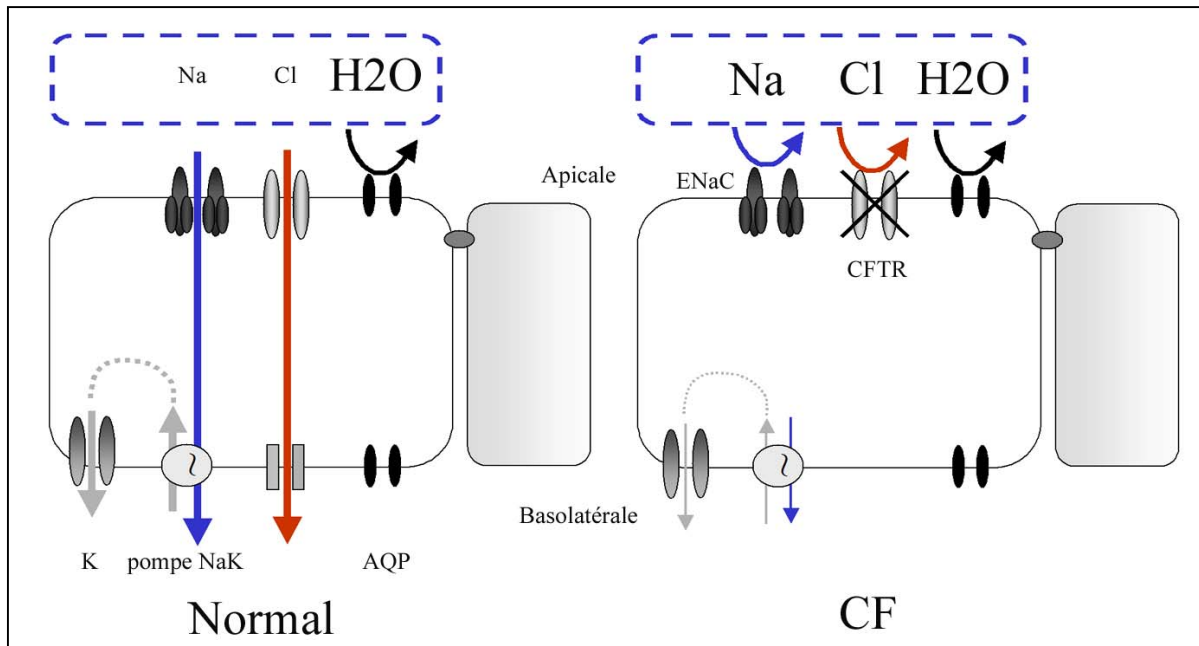 Na Cl H2O
Apicale
K pompe NaK AQP
Basolatérale
Normal
Na Cl H2O
ENaC
CFTR
CF